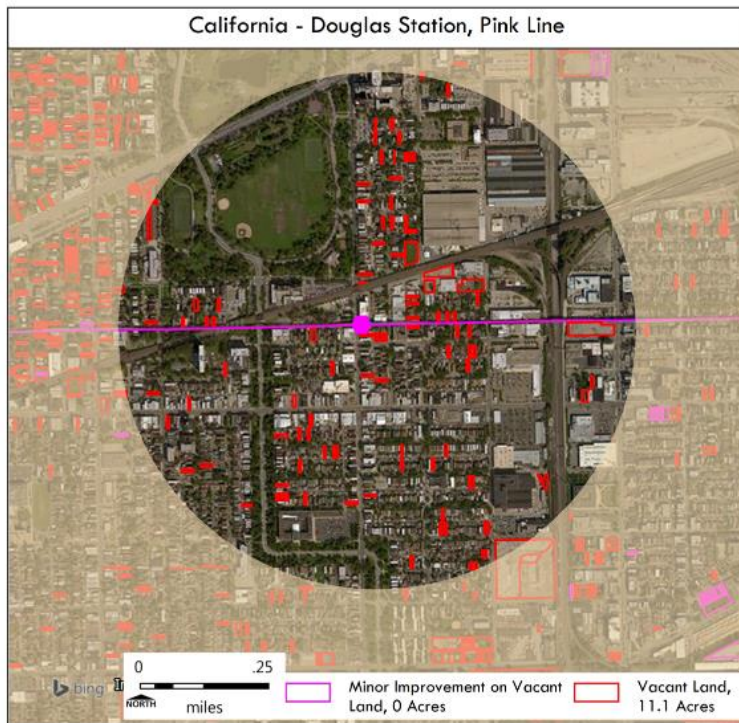 California - Douglas Station, Pink Line
0 .25
NORTH miles
bing
Minor Improvement on Vacant
Land, 0 Acres
Vacant Land,
11.1 Acres